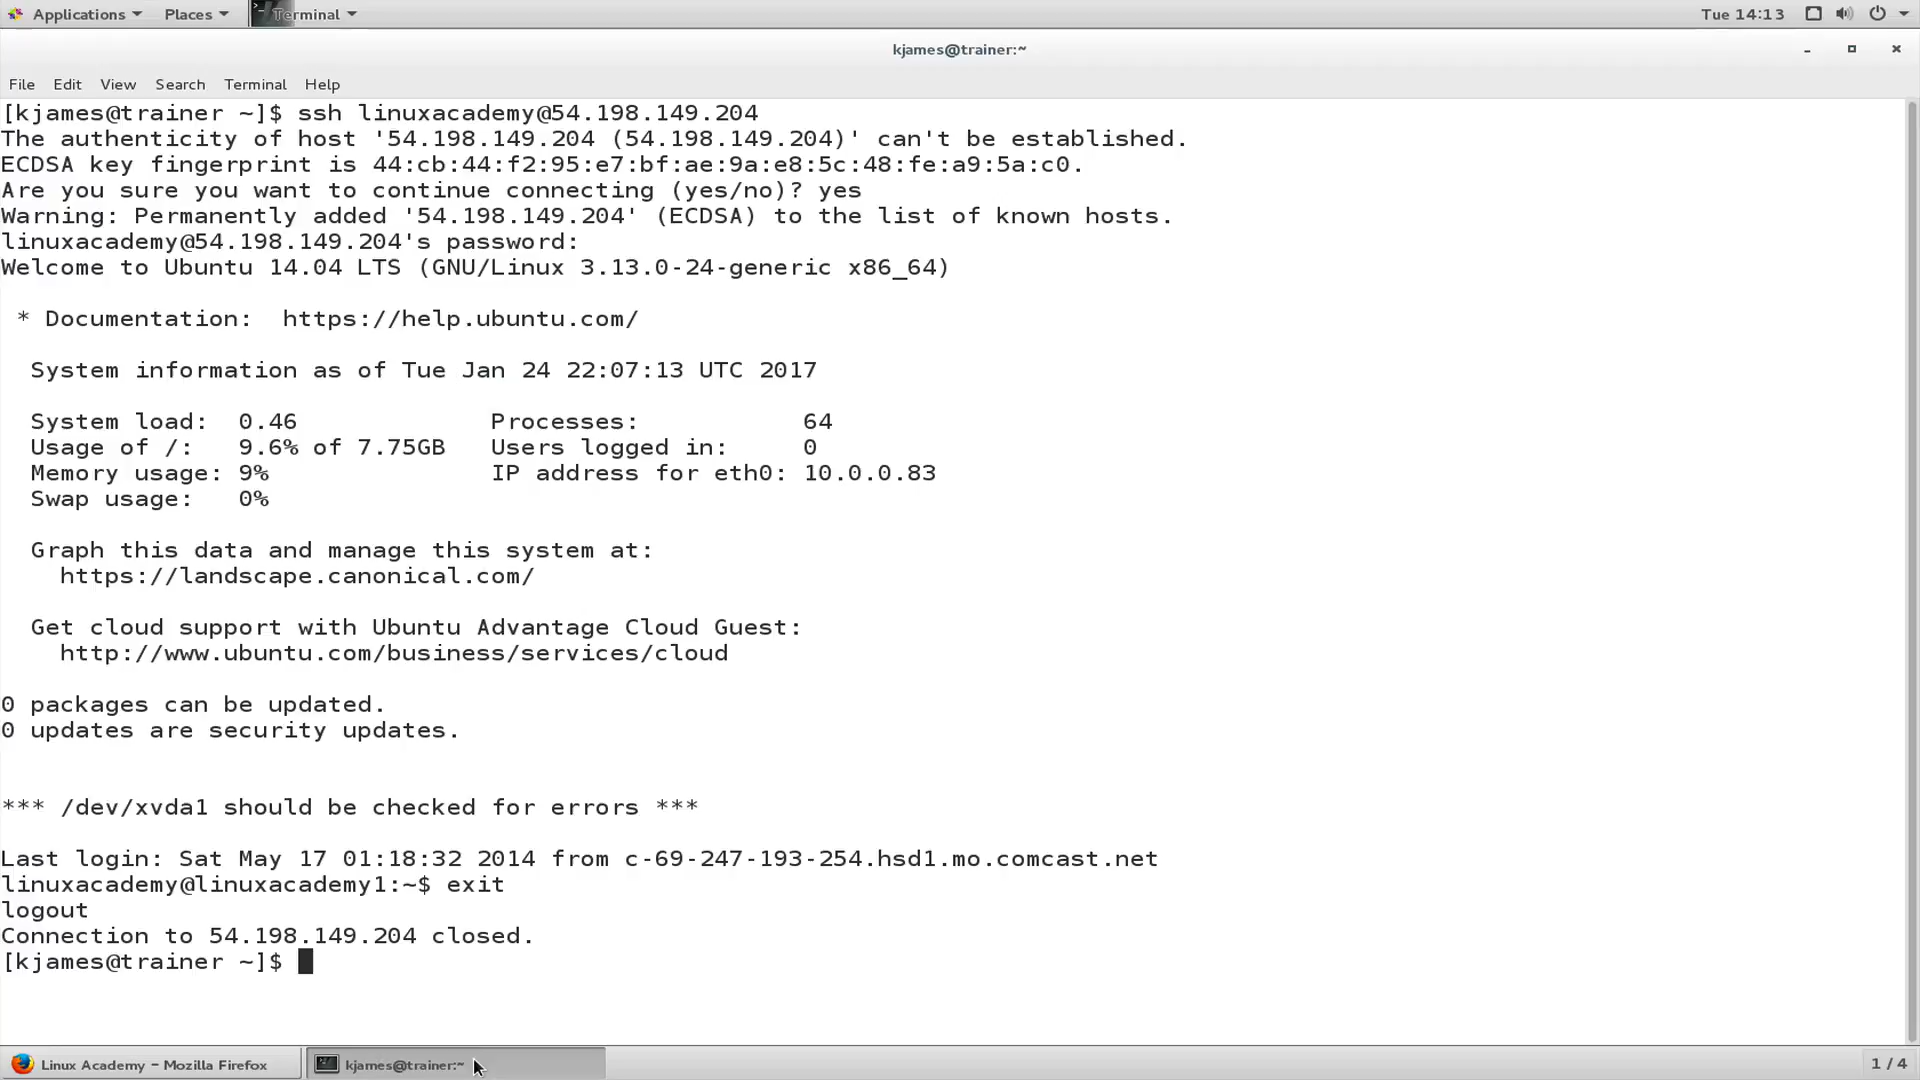 Applications Places Terminal Tue 14:13
kjames@trainer:~
File Edit View Search Terminal Help
[kjames@trainer ~]$ ssh linuxacademy@54.198.149.204
The authenticity of host '54.198.149.204 (54.198.149.204)' can't be established.
ECDSA key fingerprint is 44:cb:44:f2:95:e7:bf:ae:9a:e8:5c:48:fe:a9:5a:c0.
Are you sure you want to continue connecting (yes/no)? yes
Warning: Permanently added '54.198.149.204' (ECDSA) to the list of known hosts.
linuxacademy@54.198.149.204's password:
Welcome to Ubuntu 14.04 LTS (GNU/Linux 3.13.0-24-generic x86_64)
* Documentation:  https://help.ubuntu.com/
System information as of Tue Jan 24 22:07:13 UTC 2017
System load:  0.46             Processes:           64
Usage of /:   9.6% of 7.75GB   Users logged in:     0
Memory usage: 9%               IP address for eth0: 10.0.0.83
Swap usage:   0%
Graph this data and manage this system at:
https://landscape.canonical.com/
Get cloud support with Ubuntu Advantage Cloud Guest:
http://www.ubuntu.com/business/services/cloud
0 packages can be updated.
0 updates are security updates.
*** /dev/xvda1 should be checked for errors ***
Last login: Sat May 17 01:18:32 2014 from c-69-247-193-254.hsd1.mo.comcast.net
linuxacademy@linuxacademy1:~$ exit
logout
Connection to 54.198.149.204 closed.
[kjames@trainer ~]$
Linux Academy - Mozilla Firefox kjames@trainer:~ 1 / 4